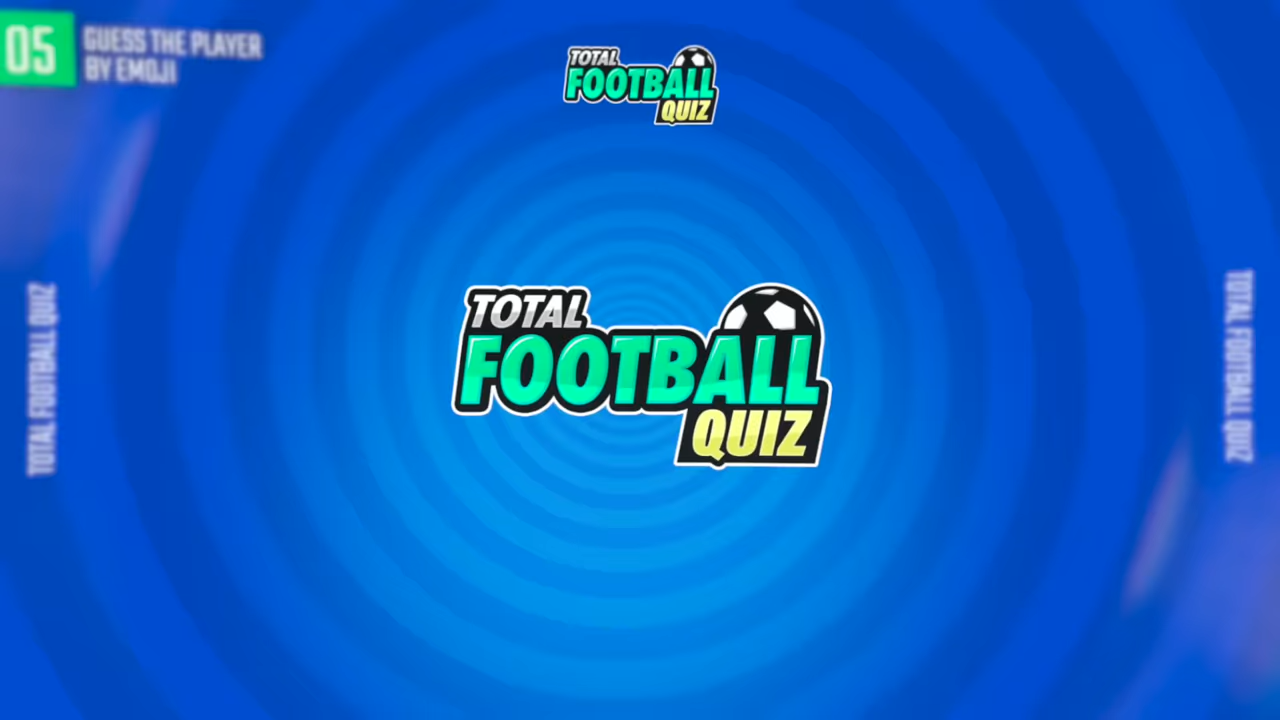 05
GUESS THE PLAYER
BY EMOJI
TOTAL
FOOTBALL
QUIZ
TOTAL FOOTBALL QUIZ
TOTAL
FOOTBALL
QUIZ
TOTAL FOOTBALL QUIZ